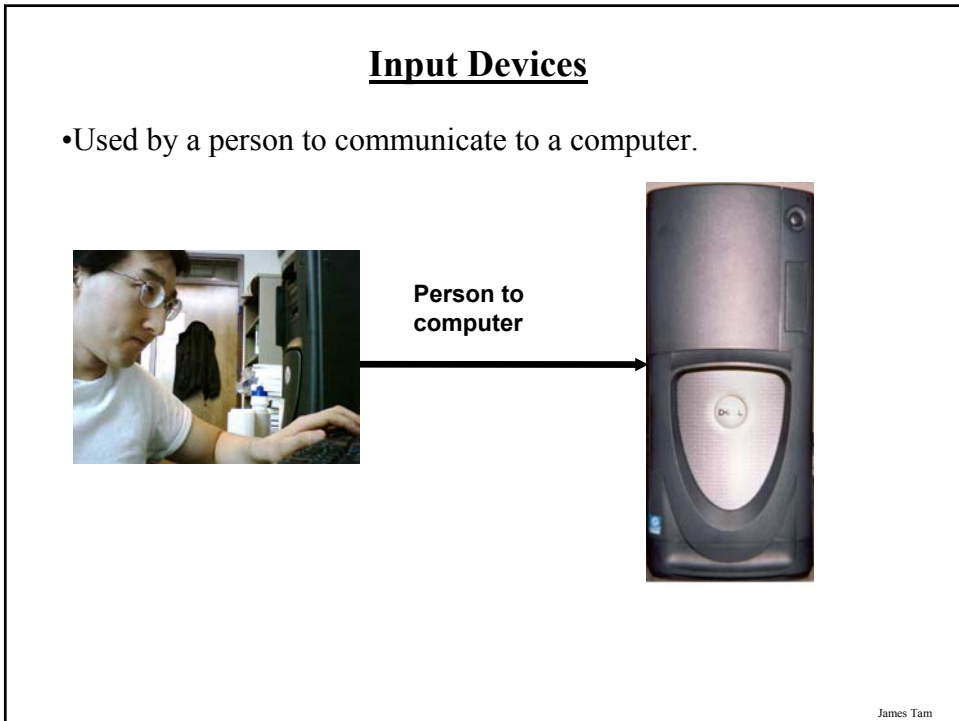 Input Devices
•Used by a person to communicate to a computer.
Person to
computer
DELL
James Tam